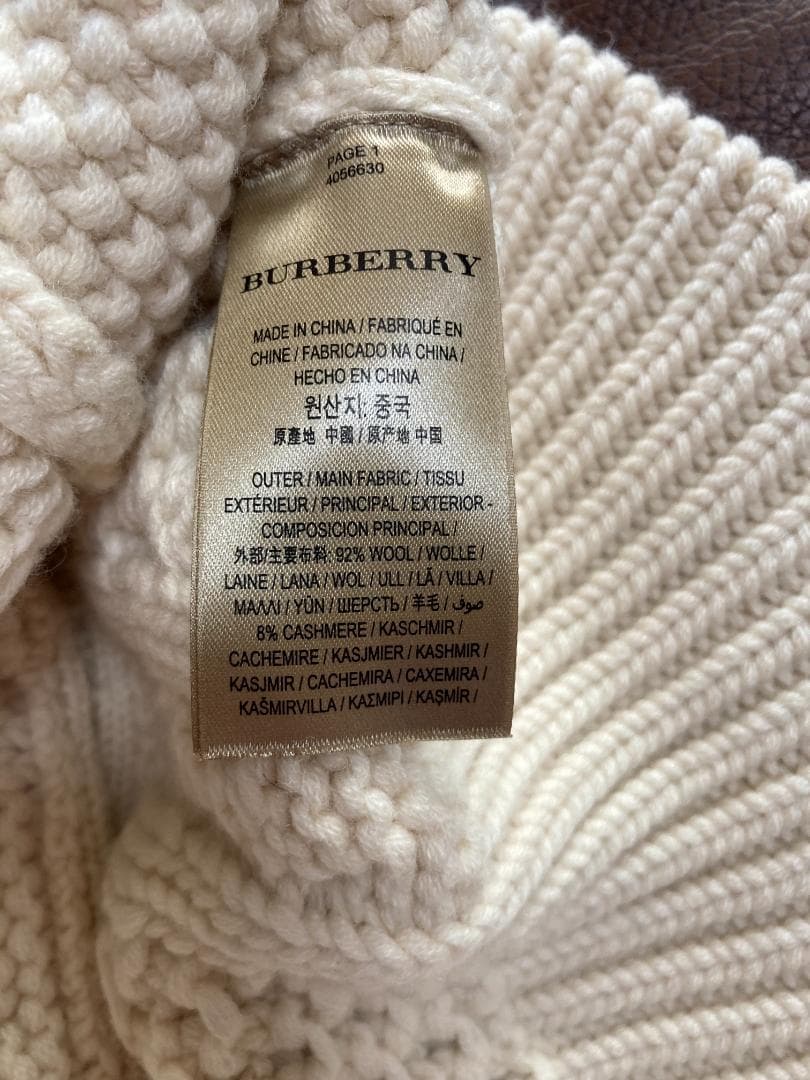 PAGE 1
4056630
BURBERRY
MADE IN CHINA / FABRIQUÉ EN
CHINE / FABRICADO NA CHINA /
HECHO EN CHINA
원산지: 중국
原產地 中國 / 原产地 中国
OUTER / MAIN FABRIC / TISSU
EXTÉRIEUR / PRINCIPAL / EXTERIOR -
COMPOSICION PRINCIPAL /
外部/主要布料: 92% WOOL / WOLLE /
LAINE / LANA / WOL / ULL / LÃ / VILLA /
ΜΑΛΛΙ / YÜN / ШЕРСТЬ / 羊毛 / صوف /
8% CASHMERE / KASCHMIR /
CACHEMIRE / KASJMIER / KASHMIR /
KASJMIR / CACHEMIRA / CAXEMIRA /
KAŠMIRVILLA / ΚΑΣΜΙΡΙ / KAŞMİR /